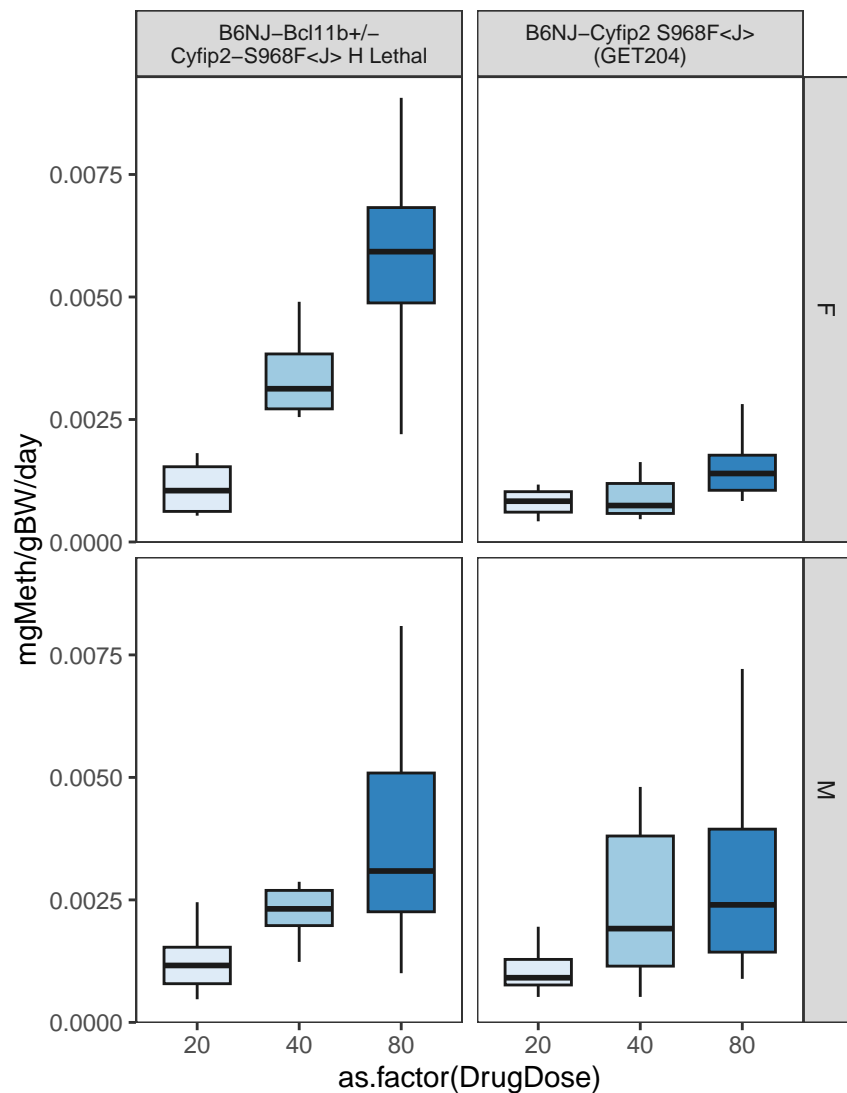 B6NJ−Bcl11b+/−
Cyfip2−S968F<J> H Lethal
B6NJ−Cyfip2 S968F<J>
(GET204)
mgMeth/gBW/day
0.0075
0.0050
0.0025
0.0000
F
0.0075
0.0050
0.0025
0.0000
M
20 40 80 20 40 80
as.factor(DrugDose)